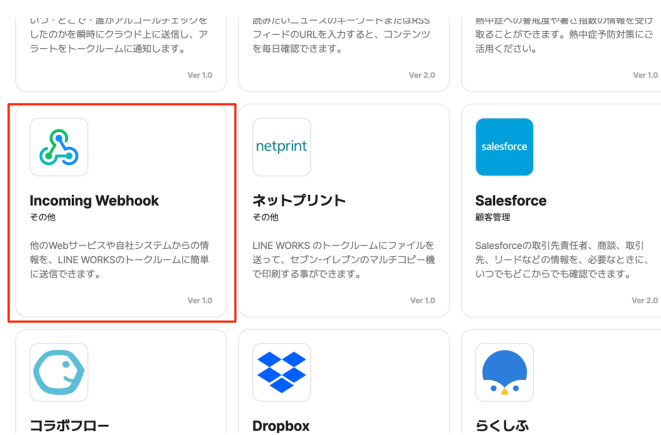 いつ・どこで・誰がアルコールチェックを
したのかを瞬時にクラウド上に送信し、ア
ラートをトークルームに通知します。
Ver 1.0
読みたいニュースのキーワードまたはRSS
フィードのURLを入力すると、コンテンツ
を毎日確認できます。
Ver 2.0
熱中症への警戒度や暑さ指数の情報を受け
取ることができます。熱中症予防対策にご
活用ください。
Ver 1.0
Incoming Webhook
その他
他のWebサービスや自社システムからの情
報を、LINE WORKSのトークルームに簡単
に送信できます。
Ver 1.0
netprint
ネットプリント
その他
LINE WORKS のトークルームにファイルを
送って、セブン‐イレブンのマルチコピー機
で印刷する事ができます。
Ver 1.0
salesforce
Salesforce
顧客管理
Salesforceの取引先責任者、商談、取引
先、リードなどの情報を、必要なときに、
いつでもどこからでも確認できます。
Ver 2.0
コラボフロー
Dropbox
らくしふ